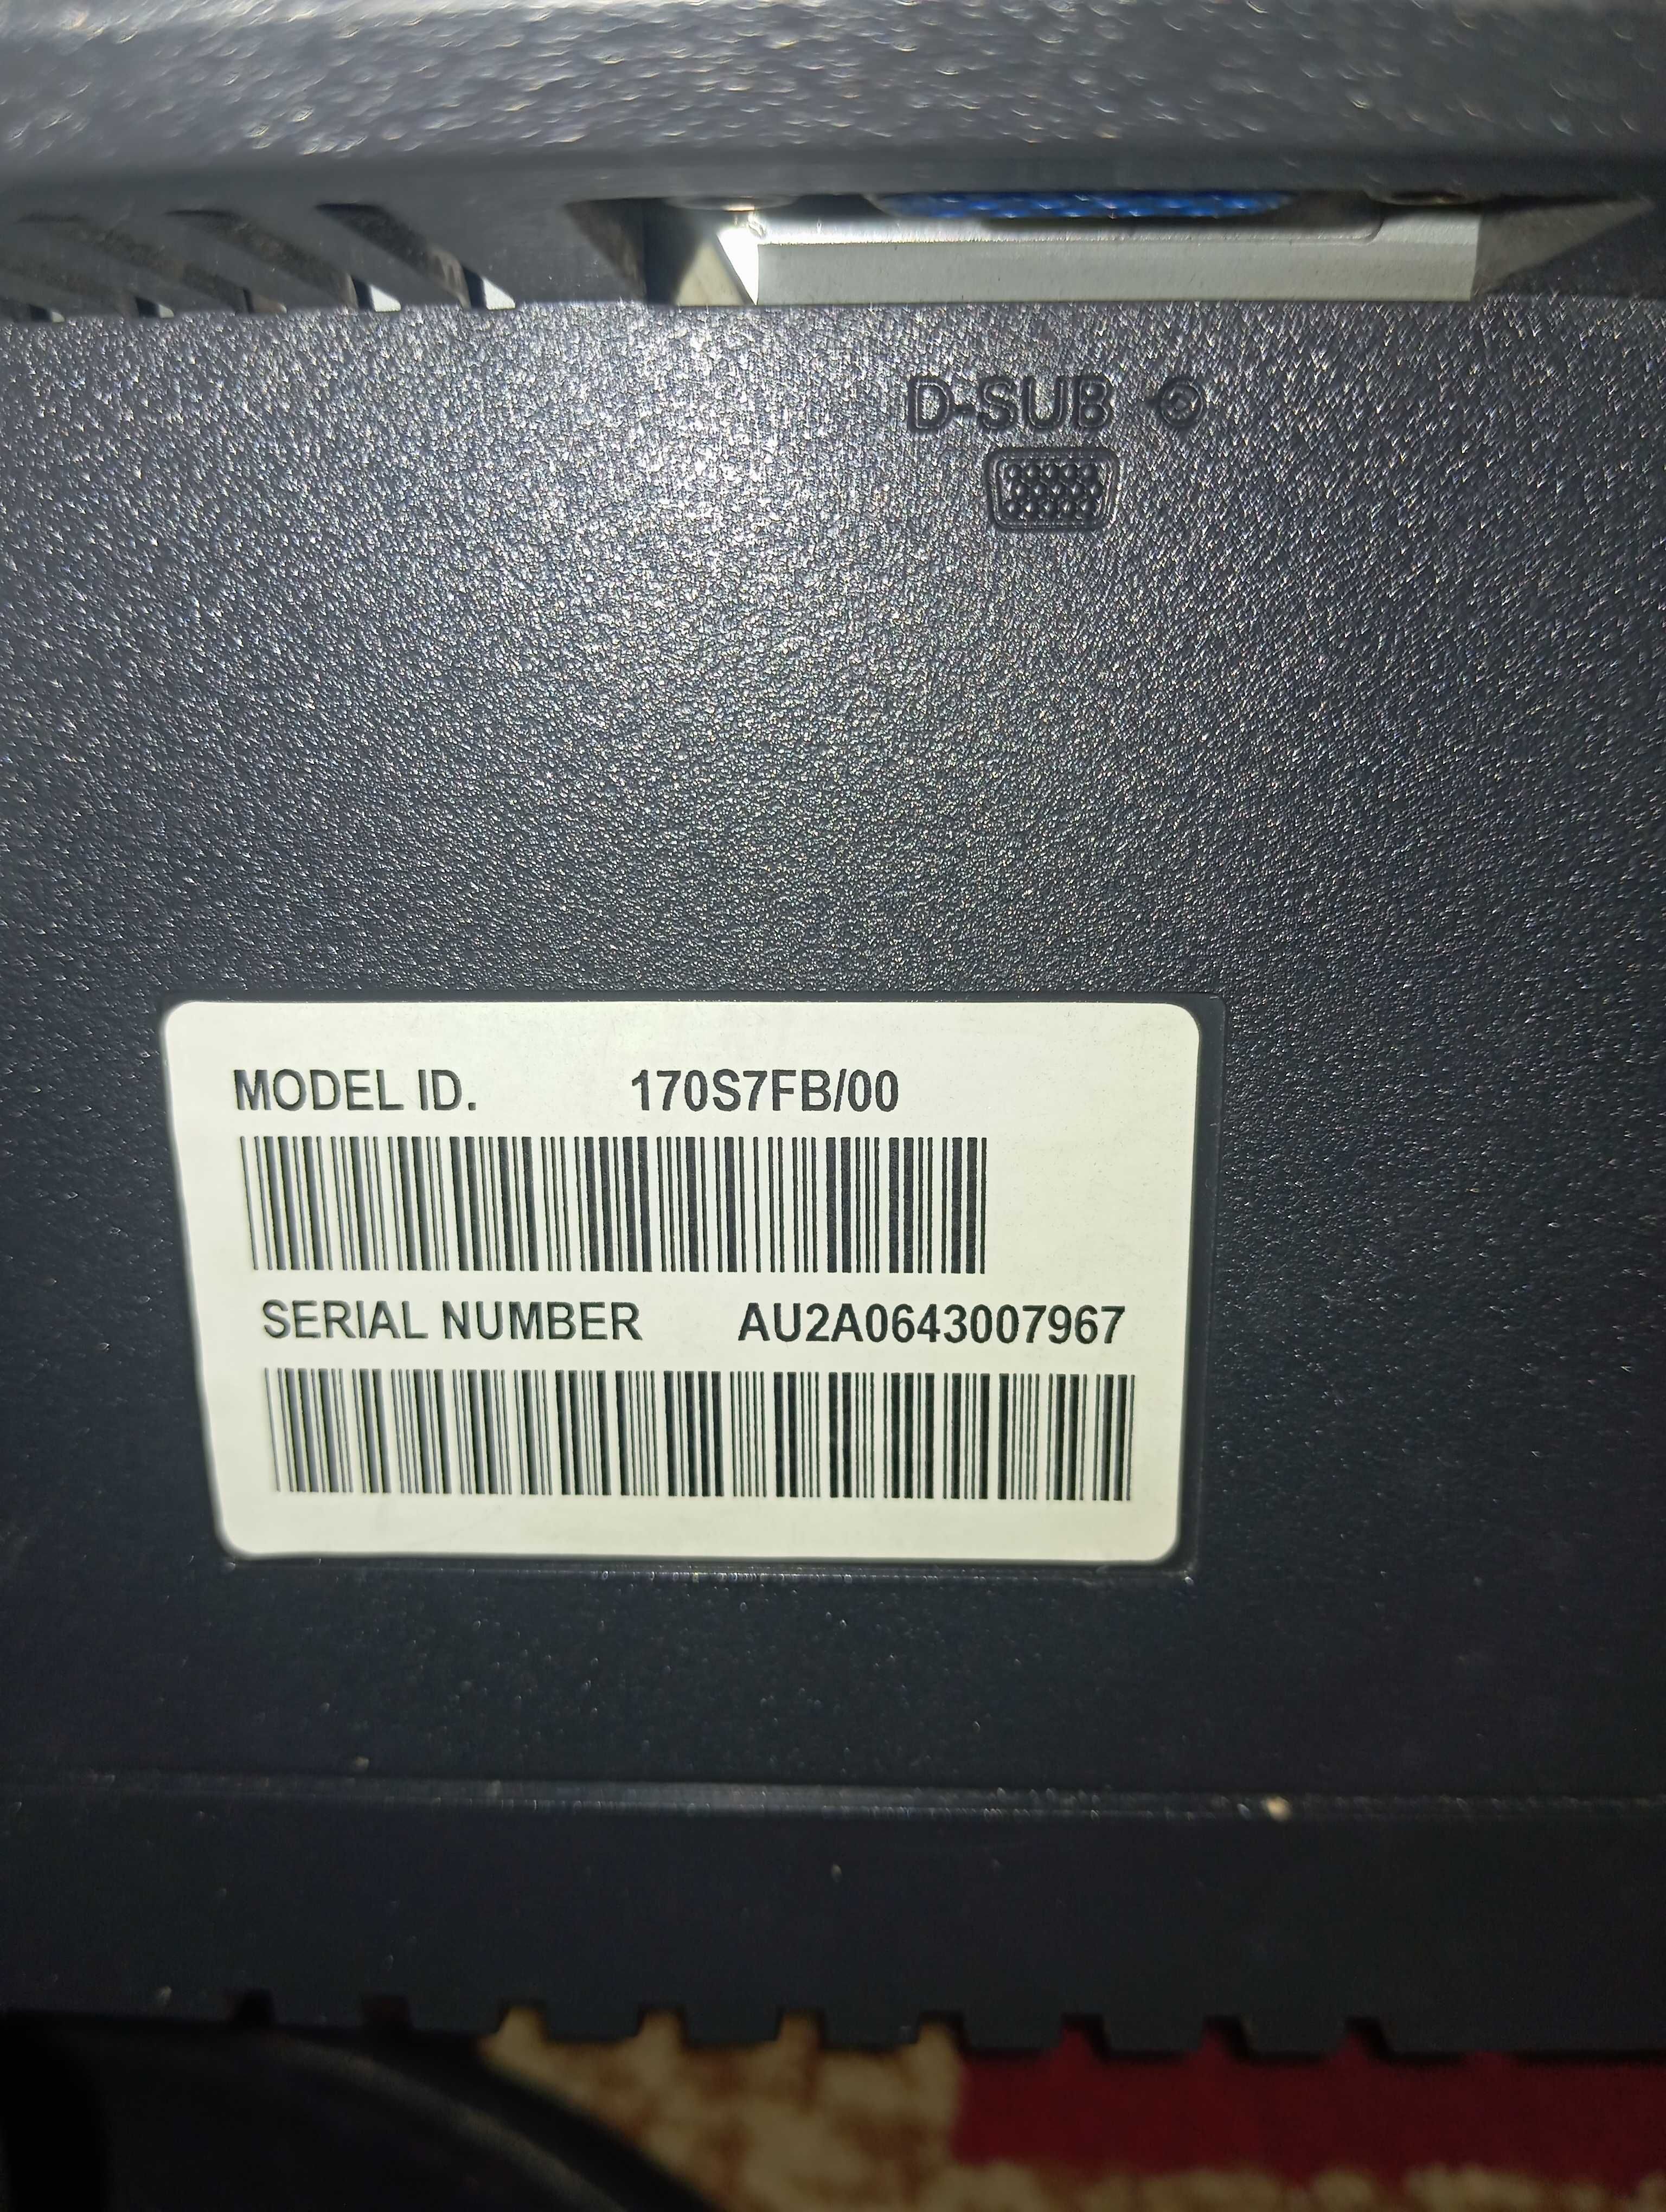 D-SUB
MODEL ID. 170S7FB/00
SERIAL NUMBER AU2A0643007967